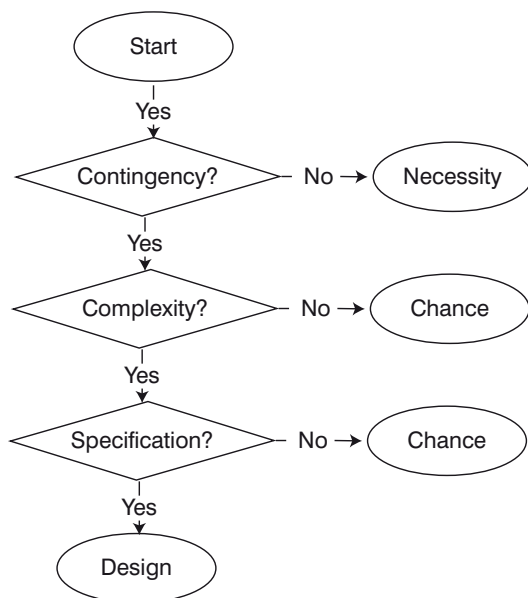 Start
Yes
Contingency?
No
Necessity
Yes
Complexity?
No
Chance
Yes
Specification?
No
Chance
Yes
Design